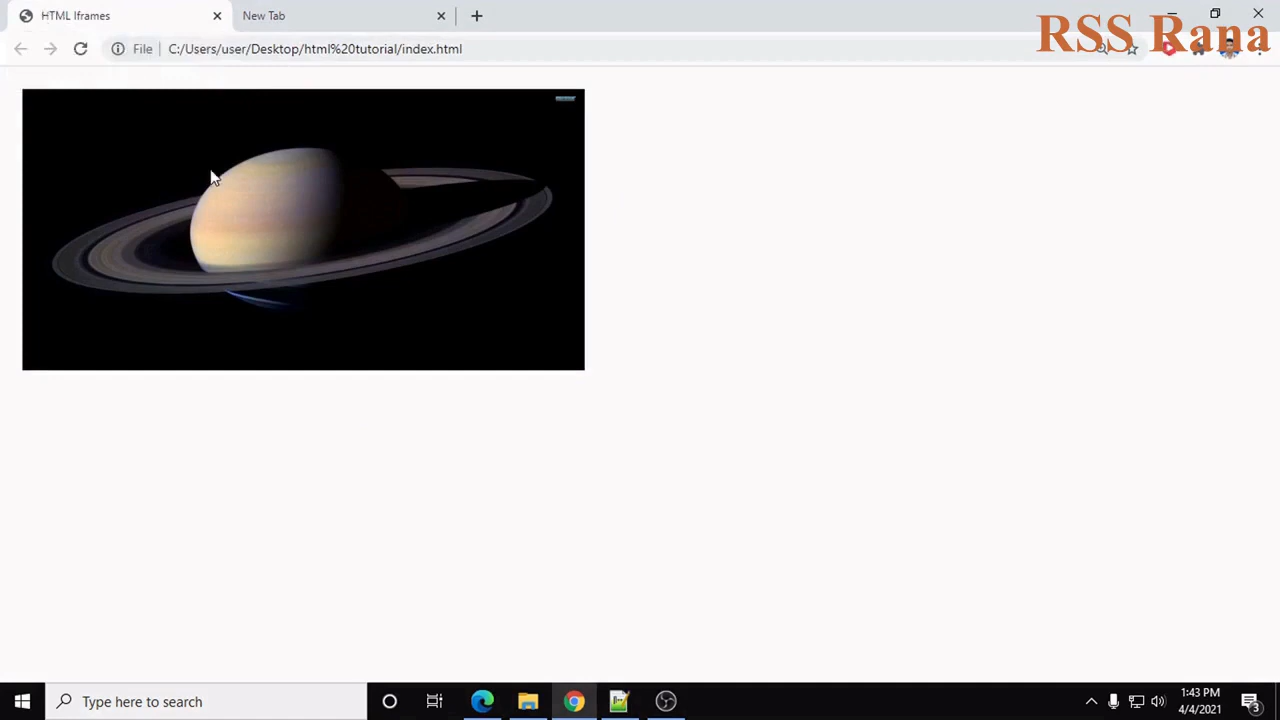 HTML Iframes
New Tab
RSS Rana
File
C:/Users/user/Desktop/html%20tutorial/index.html
Type here to search
1:43 PM
4/4/2021
3